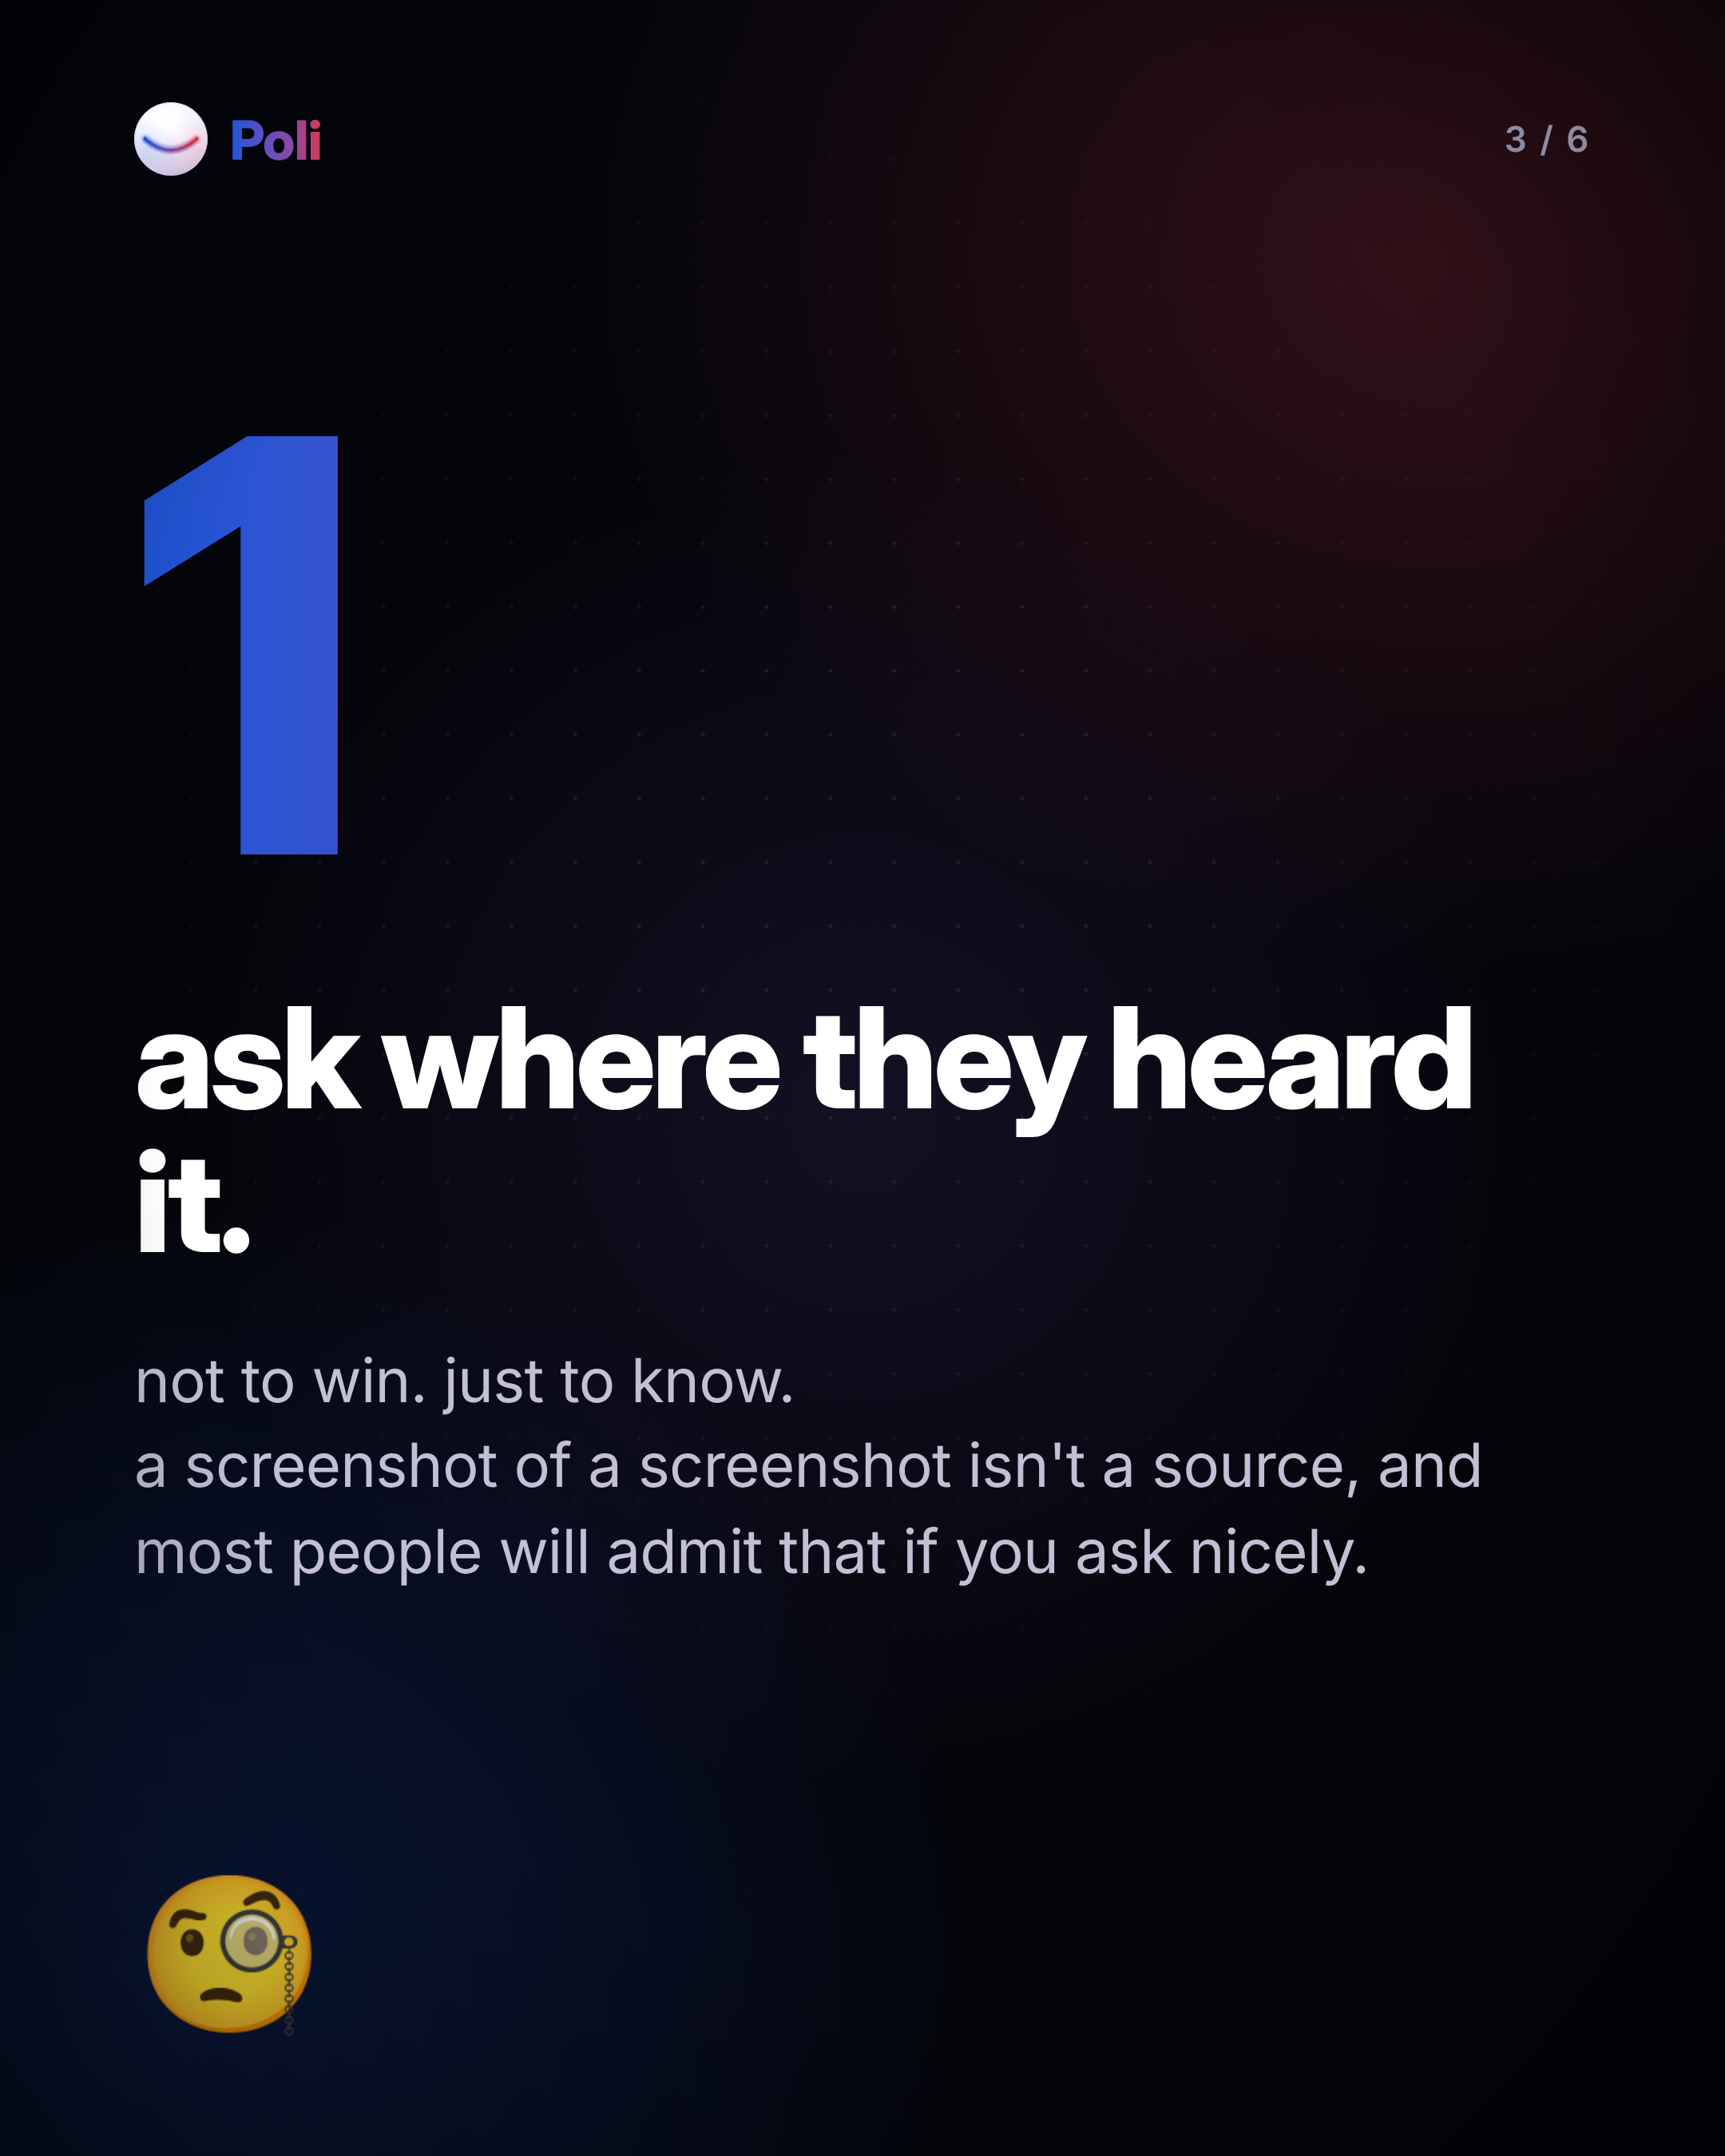 Poli
3 / 6
1
ask where they heard
it.
not to win. just to know.
a screenshot of a screenshot isn't a source, and
most people will admit that if you ask nicely.